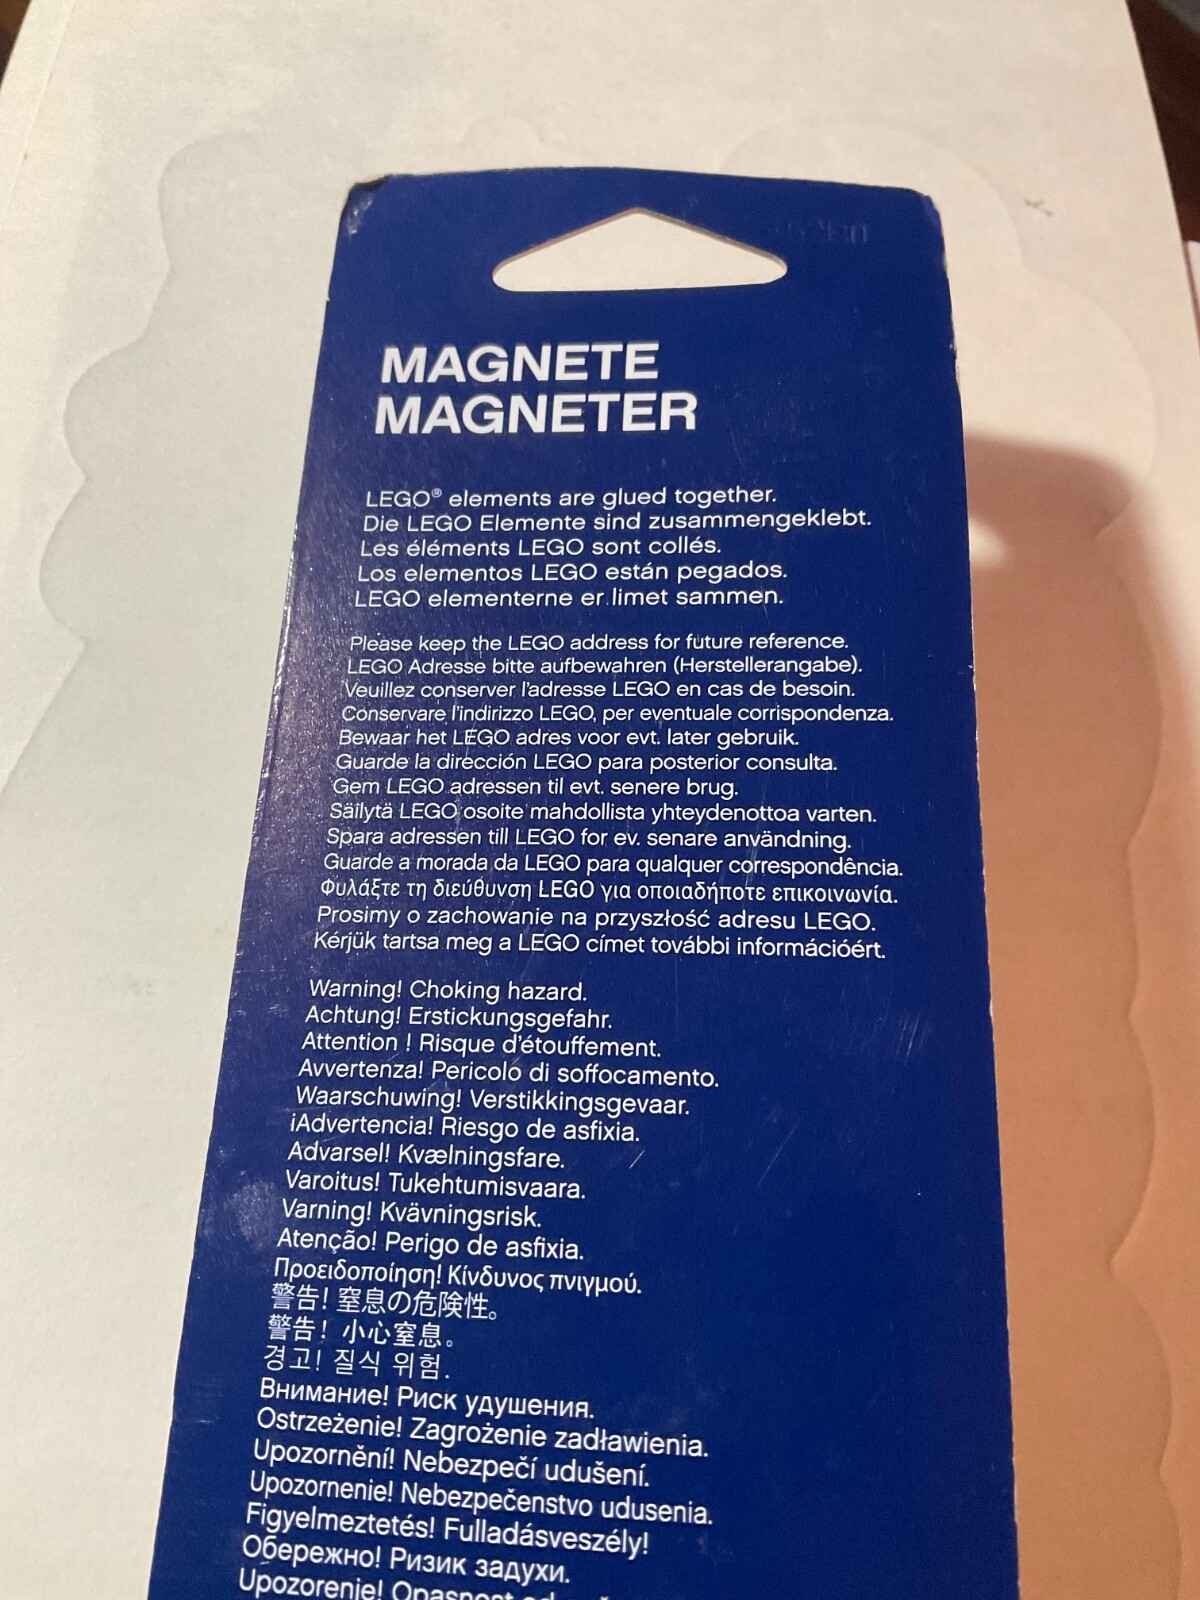 MAGNETE
MAGNETER
LEGO® elements are glued together.
Die LEGO Elemente sind zusammengeklebt.
Les éléments LEGO sont collés.
Los elementos LEGO están pegados.
LEGO elementerne er limet sammen.
Please keep the LEGO address for future reference.
LEGO Adresse bitte aufbewahren (Herstellerangabe).
Veuillez conserver l'adresse LEGO en cas de besoin.
Conservare l'indirizzo LEGO, per eventuale corrispondenza.
Bewaar het LEGO adres voor evt. later gebruik.
Guarde la dirección LEGO para posterior consulta.
Gem LEGO adressen til evt. senere brug.
Säilytä LEGO osoite mahdollista yhteydenottoa varten.
Spara adressen till LEGO for ev. senare användning.
Guarde a morada da LEGO para qualquer correspondência.
Φυλάξτε τη διεύθυνση LEGO για οποιαδήποτε επικοινωνία.
Prosimy o zachowanie na przyszłość adresu LEGO.
Kérjük tartsa meg a LEGO címet további információért.
Warning! Choking hazard.
Achtung! Erstickungsgefahr.
Attention ! Risque d'étouffement.
Avvertenza! Pericolo di soffocamento.
Waarschuwing! Verstikkingsgevaar.
¡Advertencia! Riesgo de asfixia.
Advarsel! Kvælningsfare.
Varoitus! Tukehtumisvaara.
Varning! Kvävningsrisk.
Atenção! Perigo de asfixia.
Προειδοποίηση! Κίνδυνος πνιγμού.
警告! 窒息の危険性。
警告! 小心窒息。
경고! 질식 위험.
Внимание! Риск удушения.
Ostrzeżenie! Zagrożenie zadławienia.
Upozornění! Nebezpečí udušení.
Upozornenie! Nebezpečenstvo udusenia.
Figyelmeztetés! Fulladásveszély!
Обережно! Ризик задухи.
Upozorenje! Opasnost od